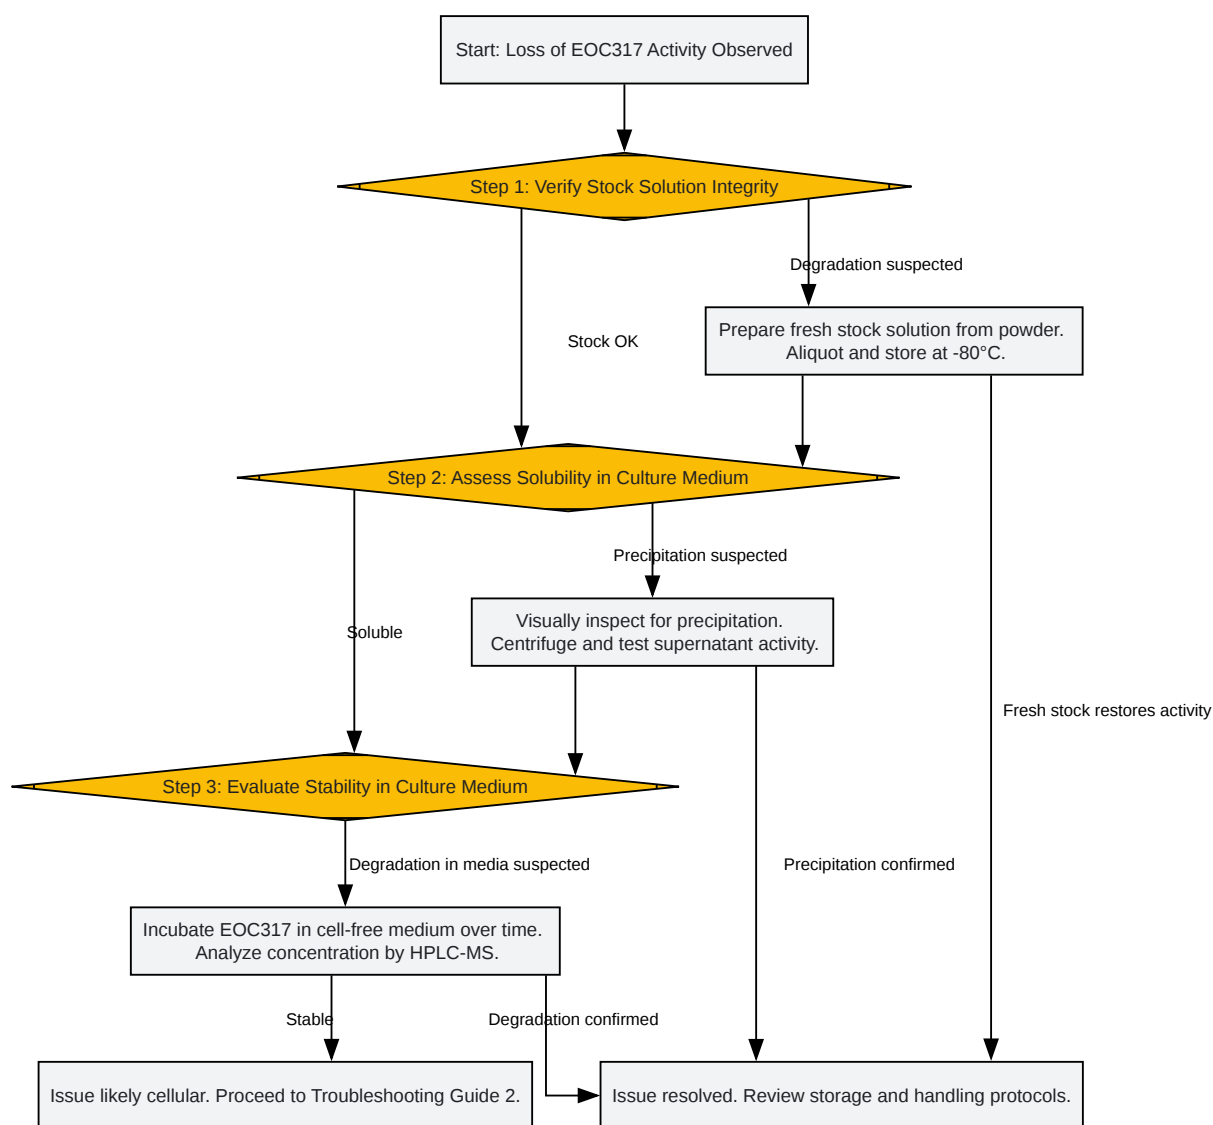 Start: Loss of EOC317 Activity Observed
Step 1: Verify Stock Solution Integrity
Degradation suspected
Stock OK
Prepare fresh stock solution from powder.
Aliquot and store at -80°C.
Step 2: Assess Solubility in Culture Medium
Precipitation suspected
Soluble
Visually inspect for precipitation.
Centrifuge and test supernatant activity.
Fresh stock restores activity
Step 3: Evaluate Stability in Culture Medium
Degradation in media suspected
Precipitation confirmed
Incubate EOC317 in cell-free medium over time.
Analyze concentration by HPLC-MS.
Stable
Degradation confirmed
Issue likely cellular. Proceed to Troubleshooting Guide 2.
Issue resolved. Review storage and handling protocols.